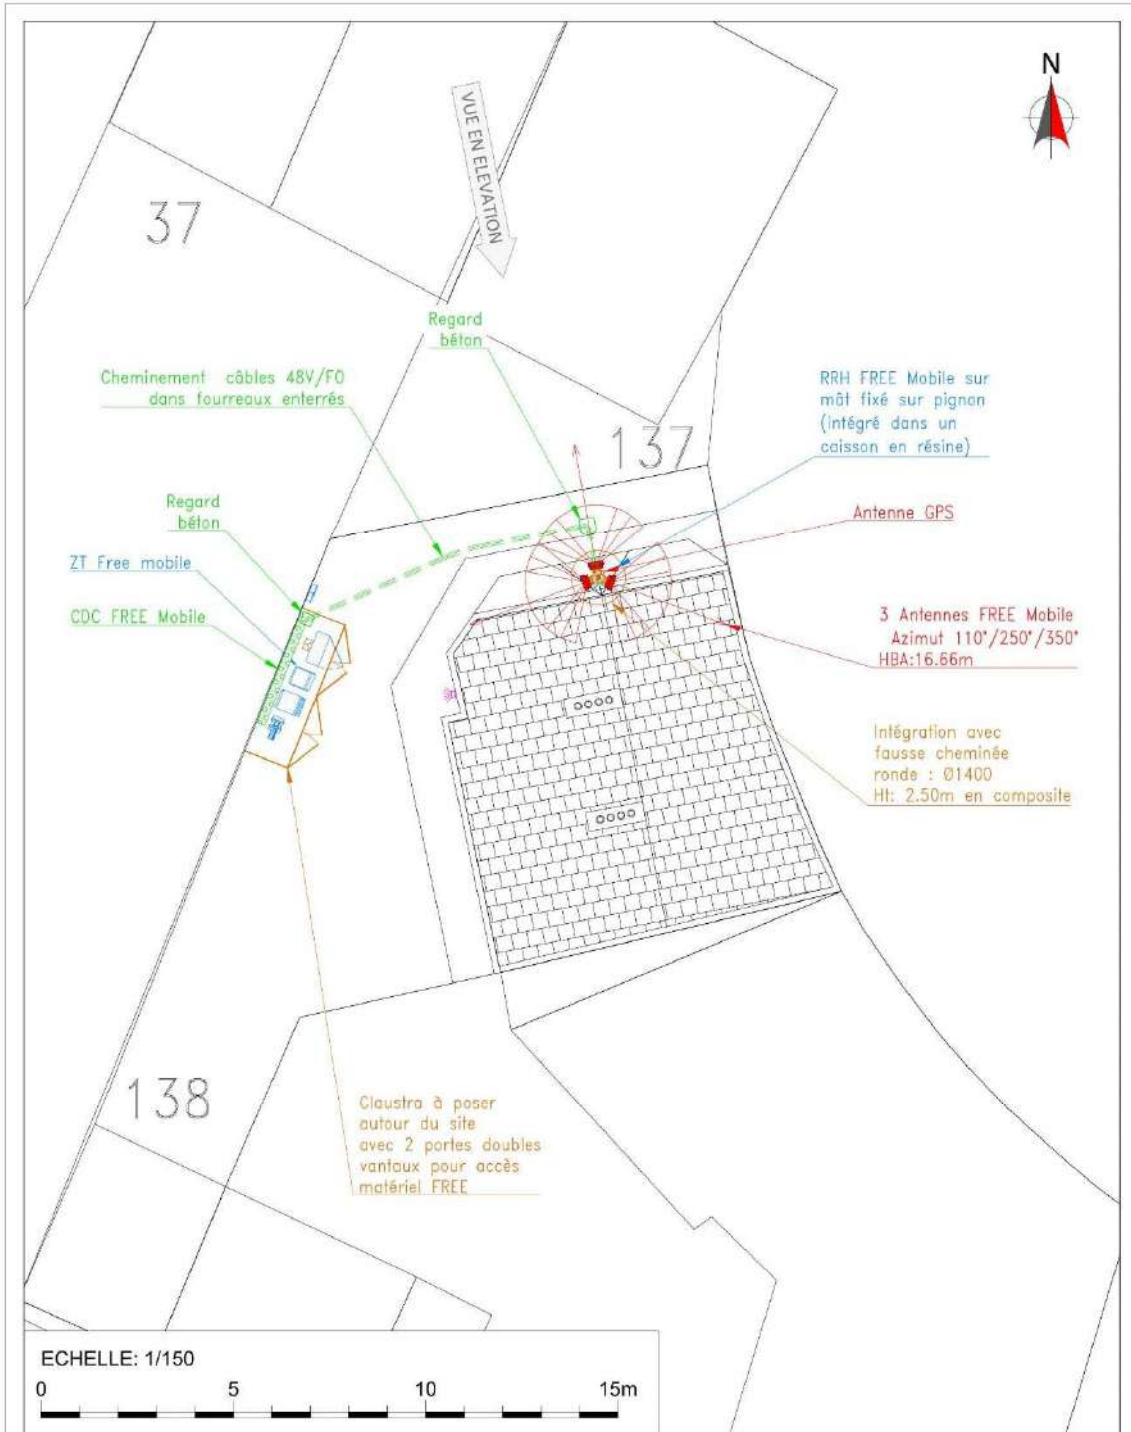 N
VUE EN ELEVATION
37
Regard
béton
Cheminement câbles 48V/FO
dans fourreaux enterrés
RRH FREE Mobile sur
mât fixé sur pignon
(intégré dans un
caisson en résine)
137
Regard
béton
Antenne GPS
ZT Free mobile
CDC FREE Mobile
3 Antennes FREE Mobile
Azimut 110°/250°/350°
HBA:16.66m
Intégration avec
fausse cheminée
ronde : Ø1400
Ht: 2.50m en composite
138
Claustra à poser
autour du site
avec 2 portes doubles
vantaux pour accès
matériel FREE
ECHELLE: 1/150
0 5 10 15m